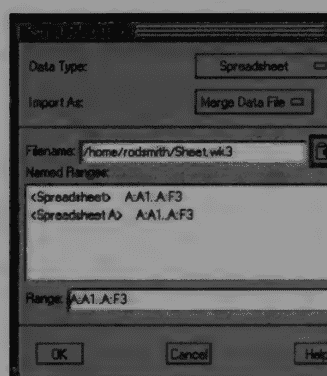 Data Type: Spreadsheet
Import As: Merge Data File
Filename: /home/rodsmith/Sheet.wk3
Named Ranges:
<Spreadsheet> A:A1..A:F3
<Spreadsheet A> A:A1..A:F3
Range: A:A1..A:F3
OK Cancel Help